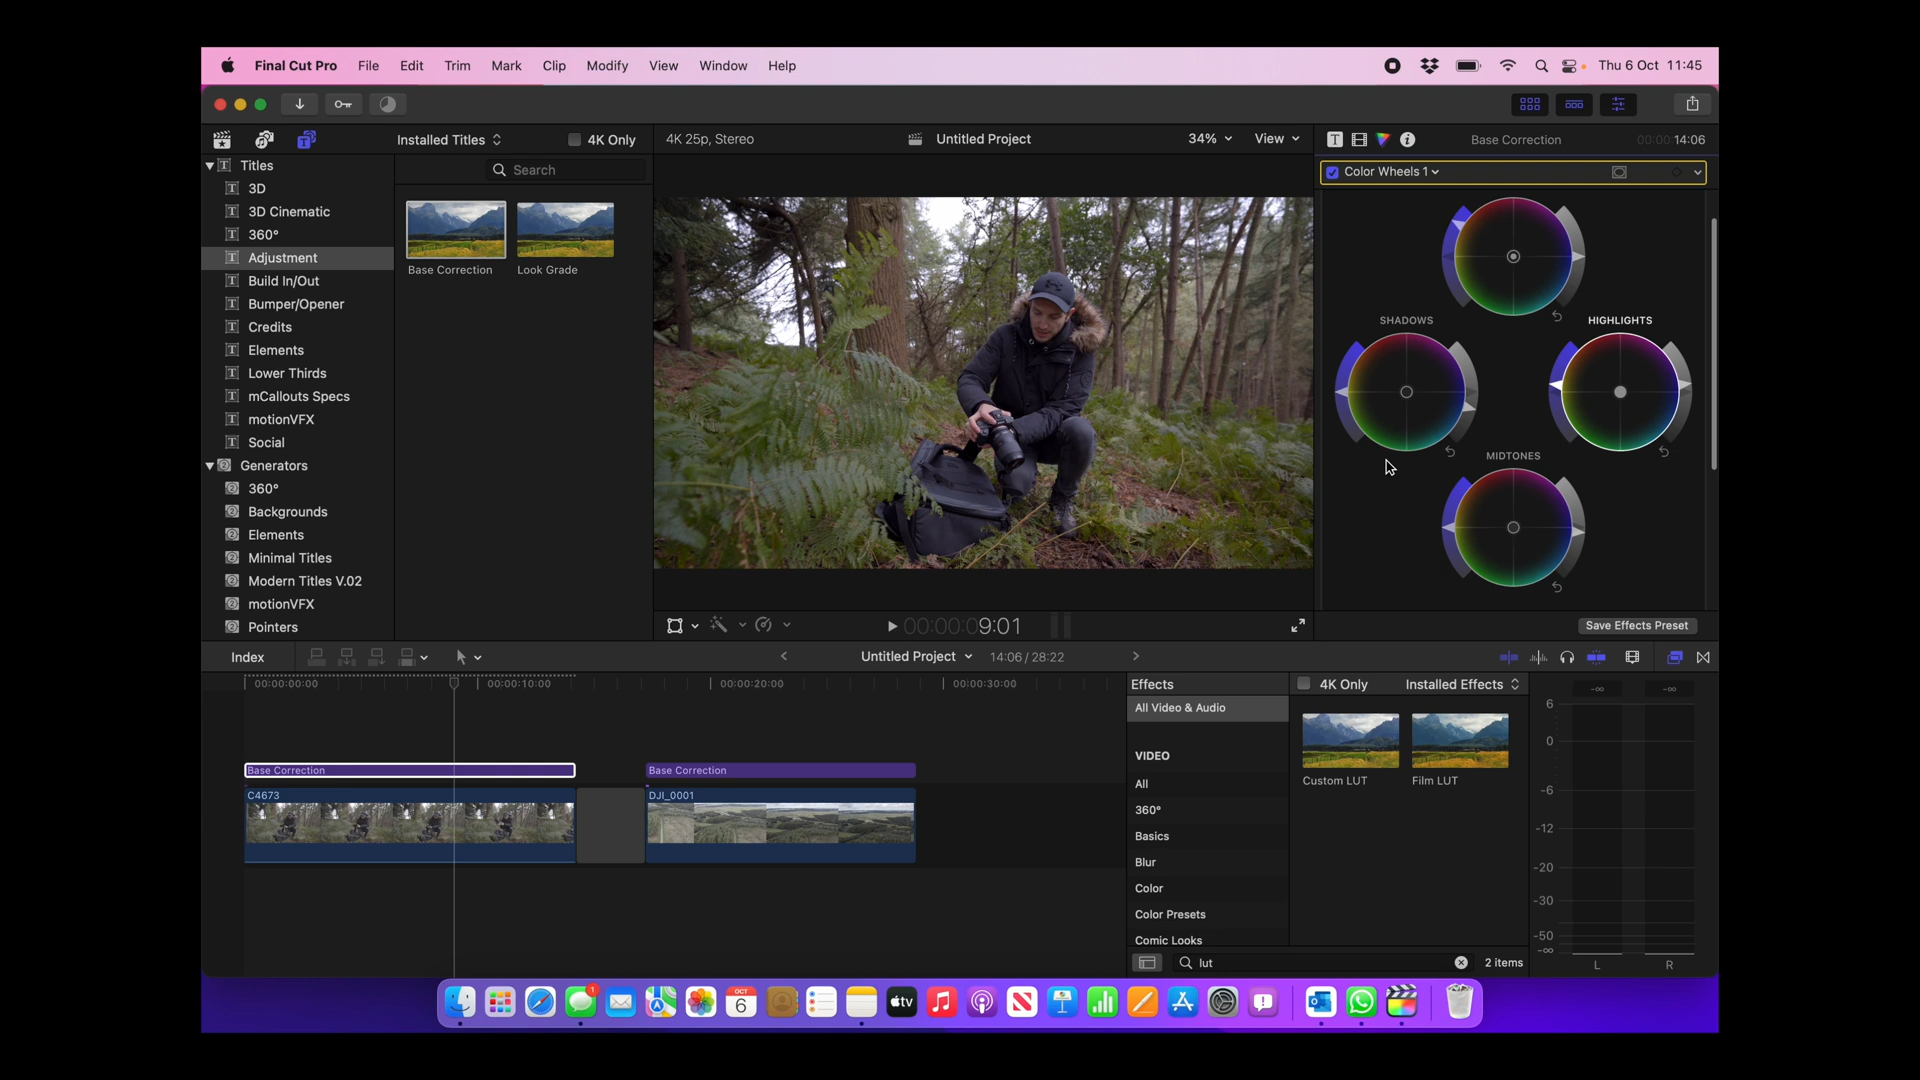 Final Cut Pro File Edit Trim Mark Clip Modify View Window Help
Thu 6 Oct 11:45
Installed Titles
4K Only
4K 25p, Stereo
Untitled Project
34%
View
Base Correction
00:00:14:06
Titles
3D
3D Cinematic
360°
Adjustment
Build In/Out
Bumper/Opener
Credits
Elements
Lower Thirds
mCallouts Specs
motionVFX
Social
Generators
360°
Backgrounds
Elements
Minimal Titles
Modern Titles V.02
motionVFX
Pointers
Search
Base Correction
Look Grade
Color Wheels 1
SHADOWS
HIGHLIGHTS
MIDTONES
00:00:09:01
Save Effects Preset
Index
Untitled Project
14:06 / 28:22
00:00:00:00
00:00:10:00
00:00:20:00
00:00:30:00
Base Correction
Base Correction
C4673
DJI_0001
Effects
4K Only
Installed Effects
All Video & Audio
VIDEO
All
360°
Basics
Blur
Color
Color Presets
Comic Looks
Custom LUT
Film LUT
lut
2 items
-∞
-∞
6
0
-6
-12
-20
-30
-50
-∞
L
R
1
OCT
6
tv